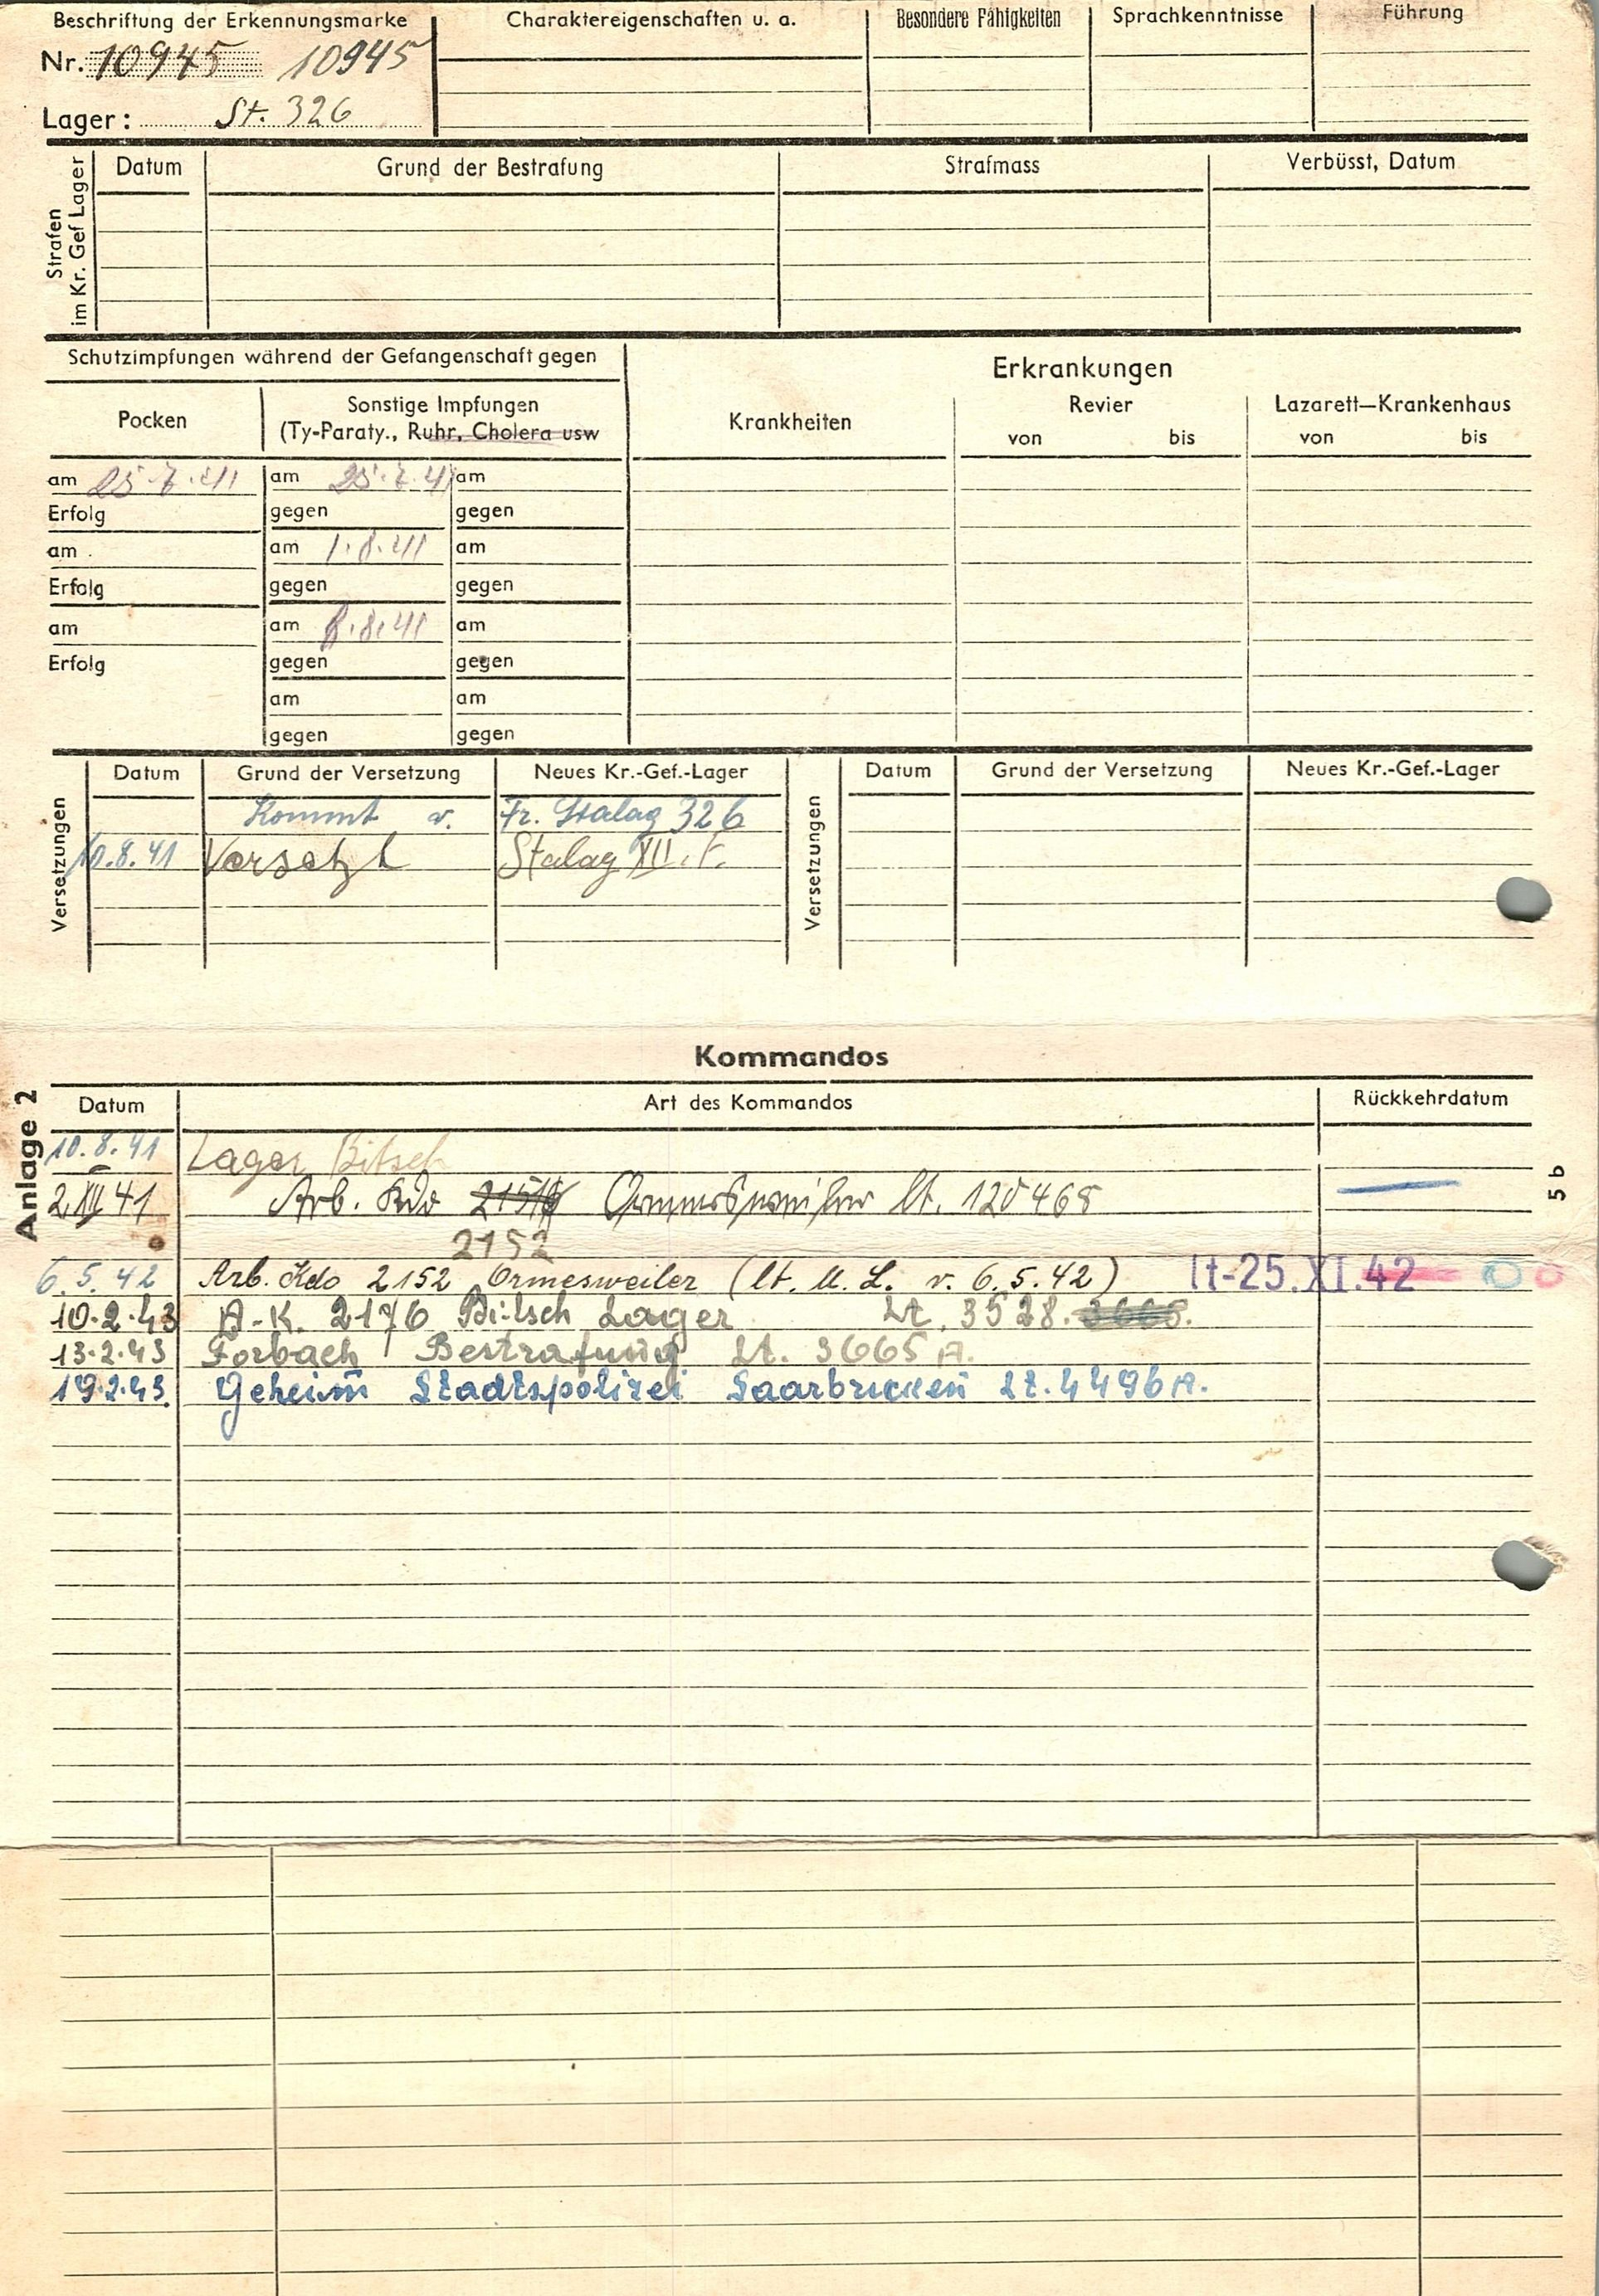 Beschriftung der Erkennungsmarke
Nr. 10945 10945
Lager: St. 326
Charaktereigenschaften u. a.
Besondere Fähigkeiten
Sprachkenntnisse
Führung
Strafen im Kr. Gef Lager
Datum
Grund der Bestrafung
Strafmass
Verbüsst, Datum
Schutzimpfungen während der Gefangenschaft gegen
Pocken
Sonstige Impfungen
(Ty-Paraty., Ruhr, Cholera usw
Erkrankungen
Krankheiten
Revier
von bis
Lazarett—Krankenhaus
von bis
am 25.7.41 am 25.7.41 am
Erfolg gegen gegen
am am 1.8.41 am
Erfolg gegen gegen
am am 8.8.41 am
Erfolg gegen gegen
am am
gegen gegen
Versetzungen
Datum Grund der Versetzung Neues Kr.-Gef.-Lager
Kommt v. Fr. Stalag 326
10.8.41 Versetzt Stalag XII. F.
Versetzungen
Datum Grund der Versetzung Neues Kr.-Gef.-Lager
Anlage 2
Kommandos
Datum Art des Kommandos Rückkehrdatum
5 b
10.8.41 Lager Bitsch
2.XII 41 Arb. Kdo lt. 120468
2152
6.5.42 Arb. Kdo 2152 Ormesweiler (lt. M. L. v. 6.5.42) lt-25.XI.42
10.2.43 A-K. 2176 Bitsch Lager Lt. 3528.
13.2.43 Forbach Bestrafung Lt. 3665 A.
19.2.43. Geheim Stadtspolizei Saarbrucken Lt. 4496 A.